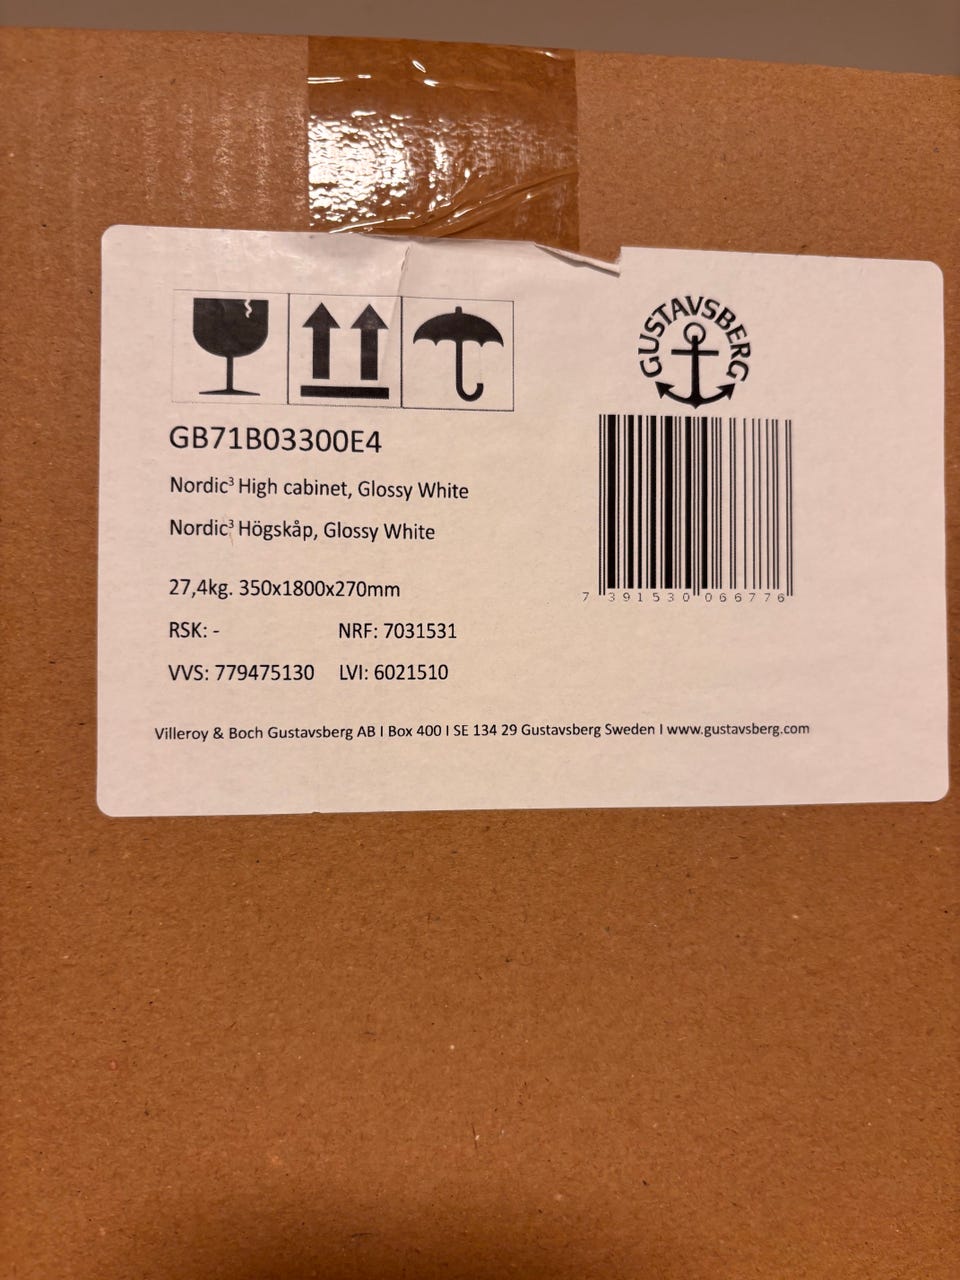 GUSTAVSBERG
GB71B03300E4
Nordic³ High cabinet, Glossy White
Nordic³ Högskåp, Glossy White
27,4kg. 350x1800x270mm
RSK: - NRF: 7031531
VVS: 779475130 LVI: 6021510
7 391530 066776
Villeroy & Boch Gustavsberg AB I Box 400 I SE 134 29 Gustavsberg Sweden I www.gustavsberg.com